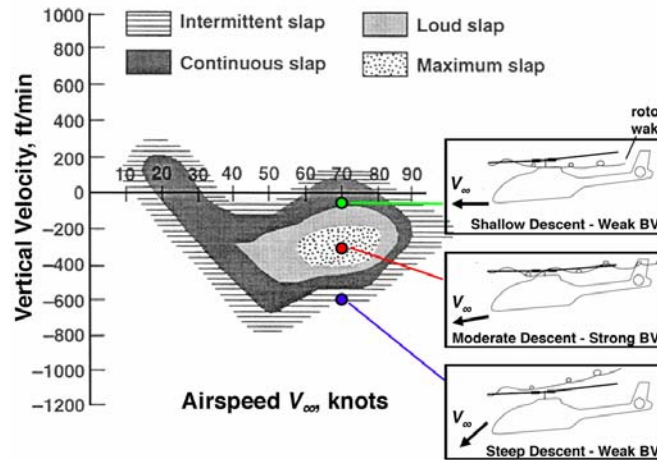 1000
800
600
400
200
0
−200
−400
−600
−800
−1000
−1200
Vertical Velocity, ft/min
Intermittent slap
Loud slap
Continuous slap
Maximum slap
10 20 30 40 50 60 70 80 90
Airspeed V∞, knots
roto
wak
V∞
Shallow Descent - Weak BV
V∞
Moderate Descent - Strong BV
V∞
Steep Descent - Weak BV